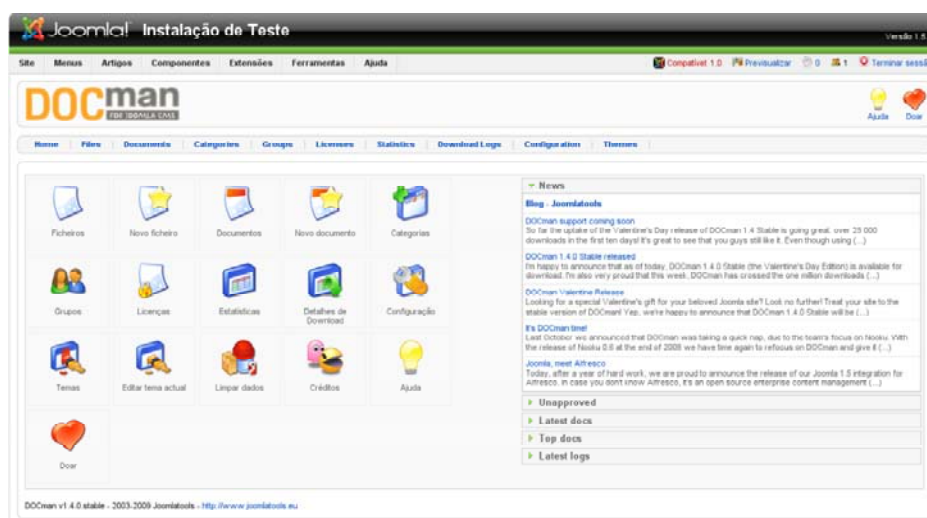 Joomla! Instalação de Teste
Versão 1.5
Site Menus Artigos Componentes Extensões Ferramentas Ajuda Compatível 1.0 Previsualizar 0 1 Terminar sessã
DOCman
FOR JOOMLA CMS
Ajuda Doar
Home Files Documents Categories Groups Licenses Statistics Download Logs Configuration Themes
Ficheiros Novo ficheiro Documentos Novo documento Categorias
Grupos Licenças Estatísticas Detalhes de Download Configuração
Temas Editar tema actual Limpar dados Créditos Ajuda
Doar
News
Blog - Joomlatools
DOCman support coming soon
So far the uptake of the Valentine's Day release of DOCman 1.4 Stable is going great. over 25 000
downloads in the first ten days! It's great to see that you guys still like it. Even though using (...)
DOCman 1.4.0 Stable released
I'm happy to announce that as of today, DOCman 1.4.0 Stable (the Valentine's Day Edition) is available for
download. I'm also very proud that this week, DOCman has crossed the one million downloads (...)
DOCman Valentine Release
Looking for a special Valentine's gift for your beloved Joomla site? Look no further! Treat your site to the
stable version of DOCman! Yep, we're happy to announce that DOCman 1.4.0 Stable will be (...)
It's DOCman time!
Last October we announced that DOCman was taking a quick nap, due to the team's focus on Nooku. With
the release of Nooku 0.6 at the end of 2008 we have time again to refocus on DOCman and give it (...)
Joomla, meet Alfresco
Today, after a year of hard work, we are proud to announce the release of our Joomla 1.5 integration for
Alfresco. In case you don't know Alfresco, it's an open source enterprise content management (...)
Unapproved
Latest docs
Top docs
Latest logs
DOCman v1.4.0 stable - 2003-2009 Joomlatools - http://www.joomlatools.eu